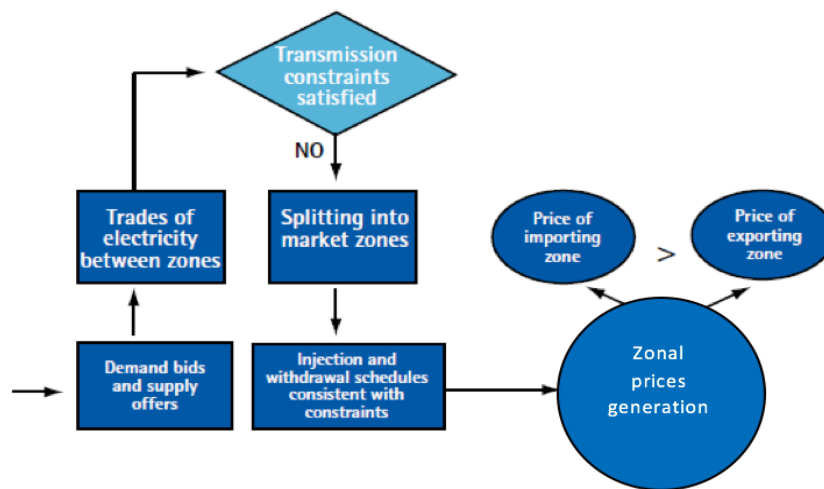 Transmission
constraints
satisfied
NO
Trades of
electricity
between zones
Splitting into
market zones
Price of
importing
zone
>
Price of
exporting
zone
Demand bids
and supply
offers
Injection and
withdrawal schedules
consistent with
constraints
Zonal
prices
generation